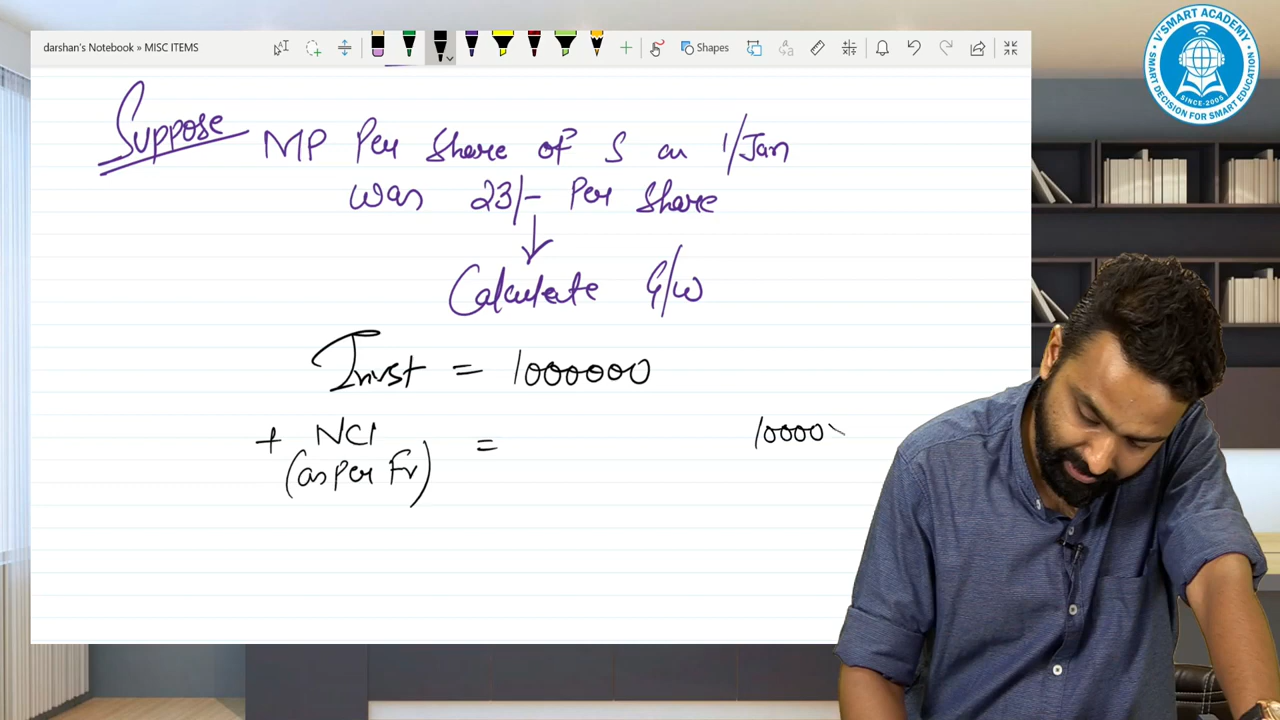 darshan's Notebook » MISC ITEMS
Shapes
V'SMART ACADEMY
SMART DECISION FOR SMART EDUCATION
SINCE-2005
Suppose MP Per Share of S on 1/Jan
was 23/- Per Share
Calculate G/w
Invst = 1000000
+ NCI = 10000
(as per Fv)